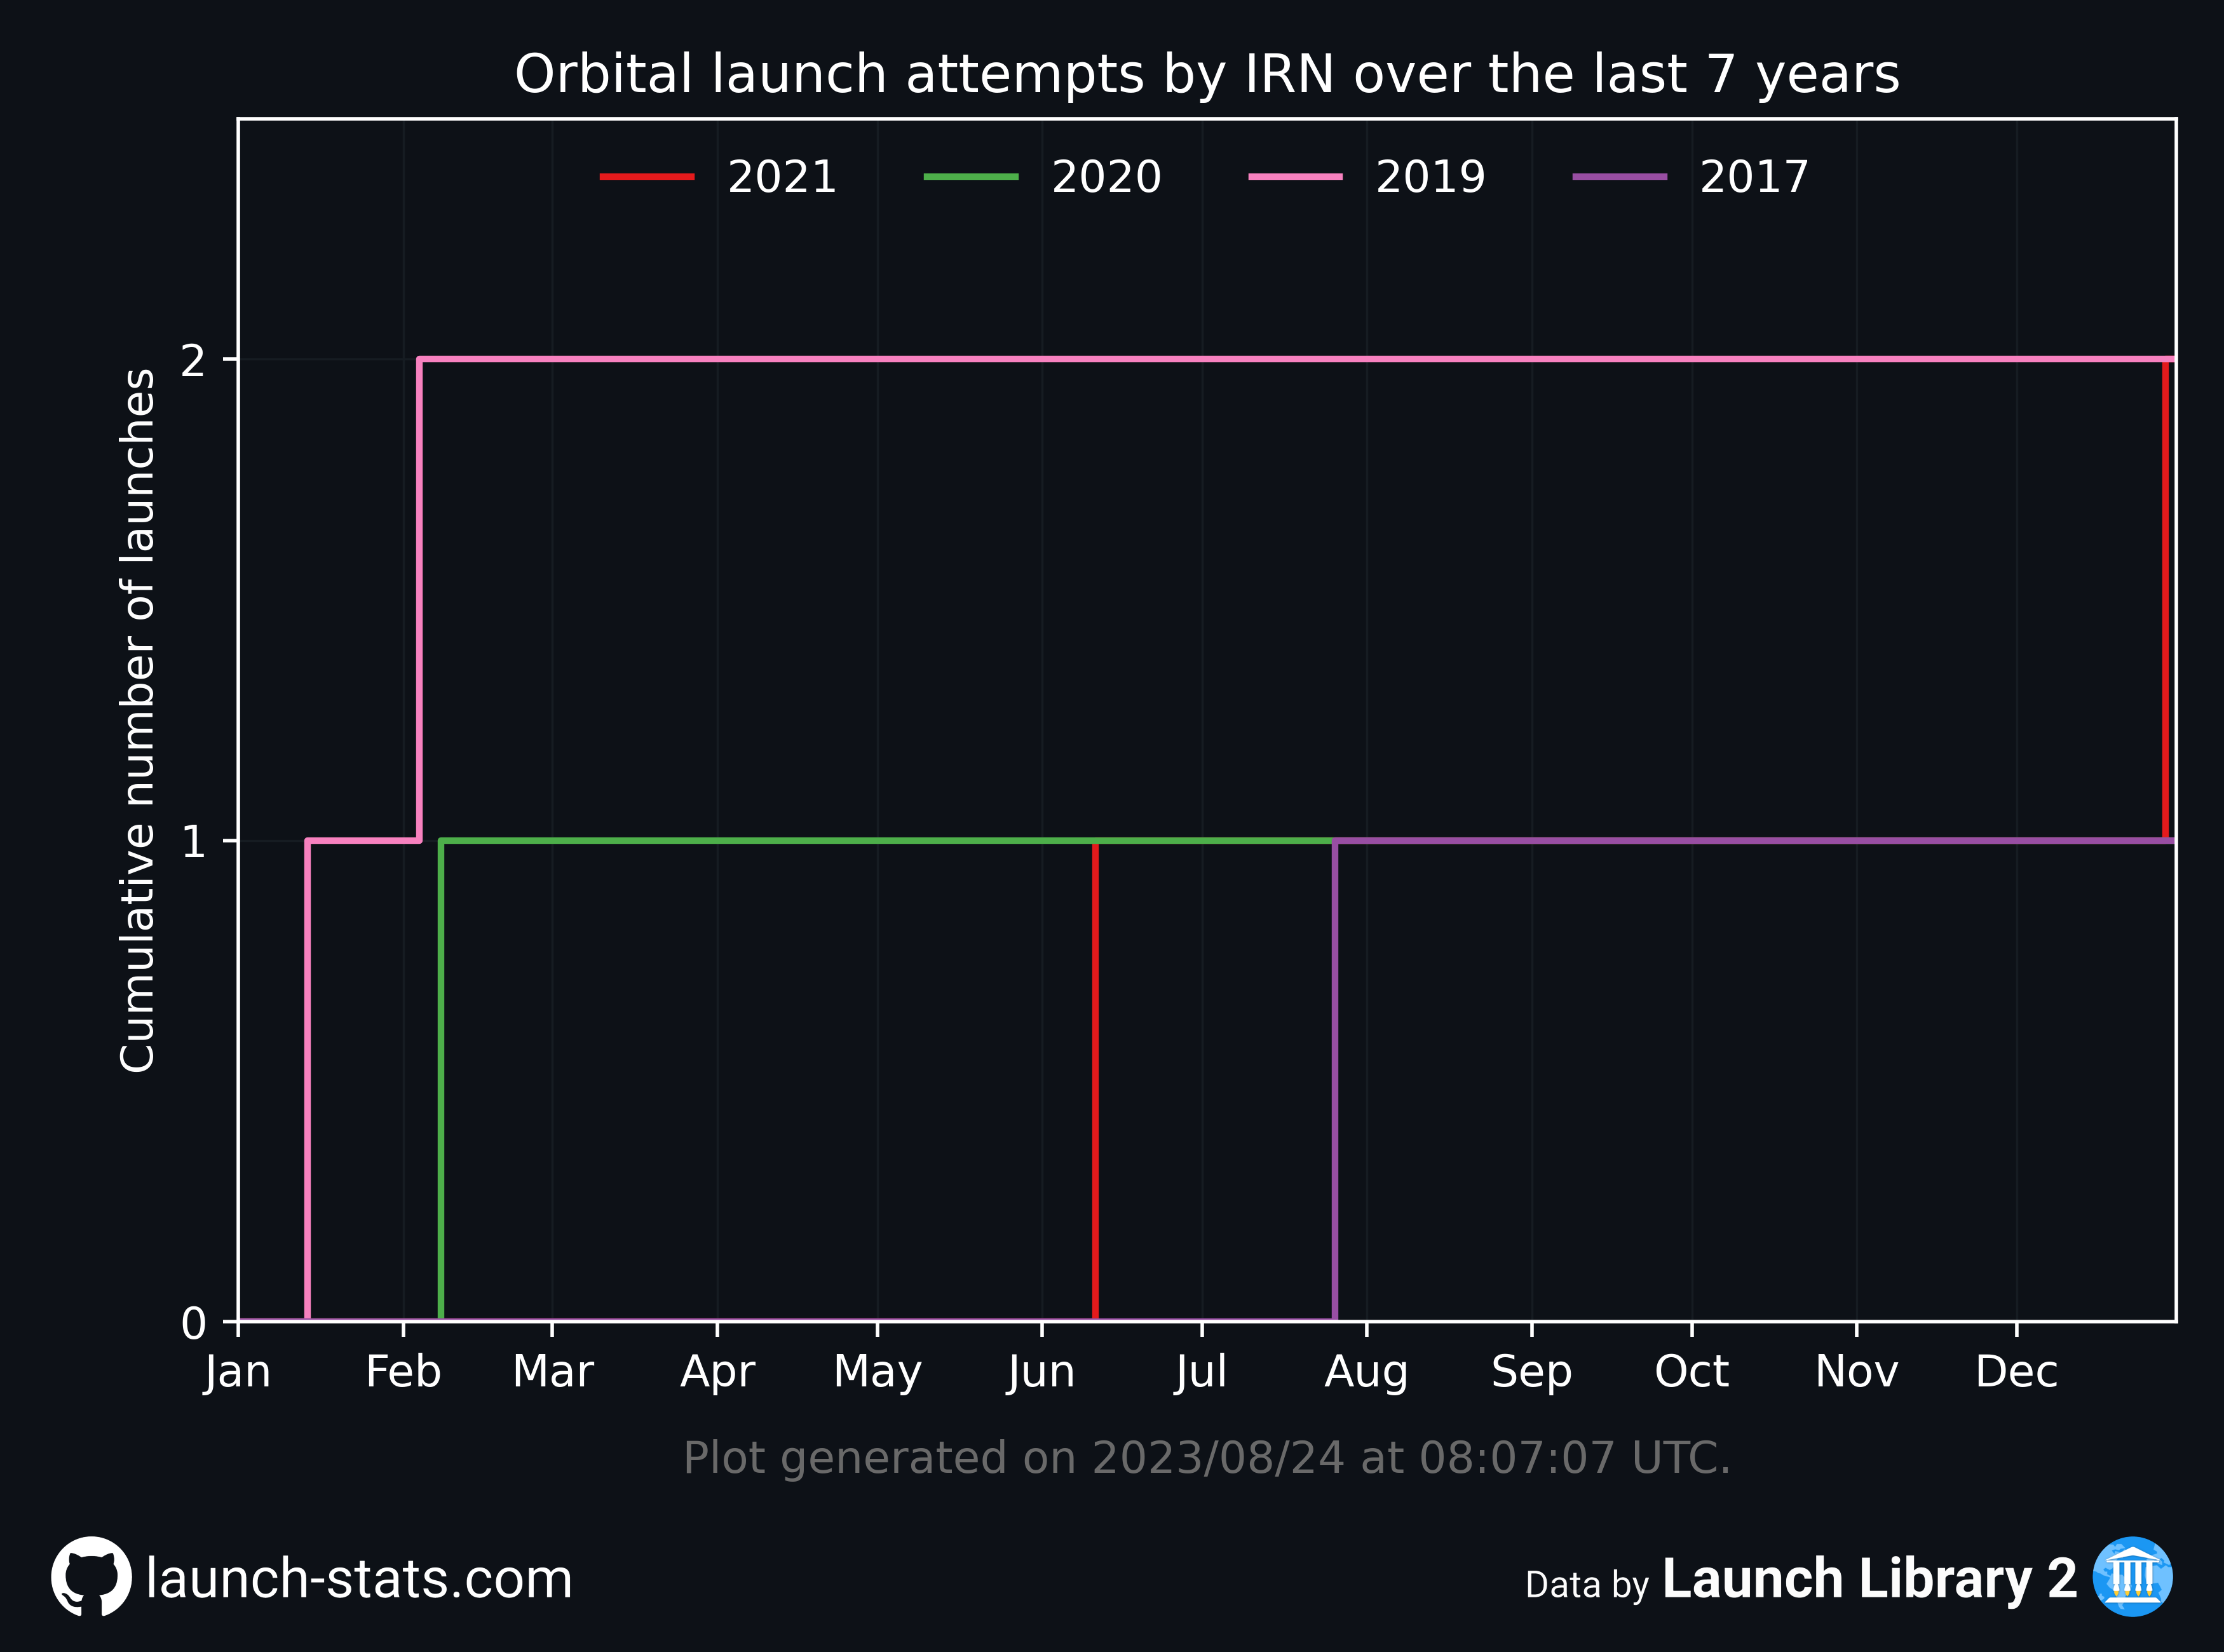 Orbital launch attempts by IRN over the last 7 years
2021 2020 2019 2017
Cumulative number of launches
2
1
0
Jan Feb Mar Apr May Jun Jul Aug Sep Oct Nov Dec
Plot generated on 2023/08/24 at 08:07:07 UTC.
launch-stats.com
Data by Launch Library 2